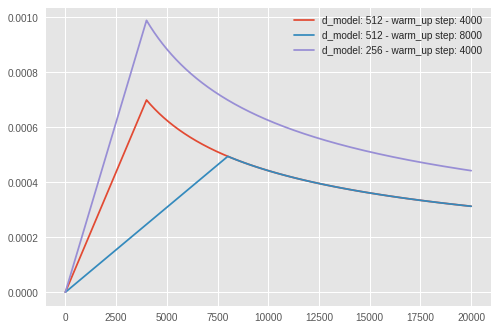 d_model: 512 - warm_up step: 4000
d_model: 512 - warm_up step: 8000
d_model: 256 - warm_up step: 4000
0.0010
0.0008
0.0006
0.0004
0.0002
0.0000
0 2500 5000 7500 10000 12500 15000 17500 20000